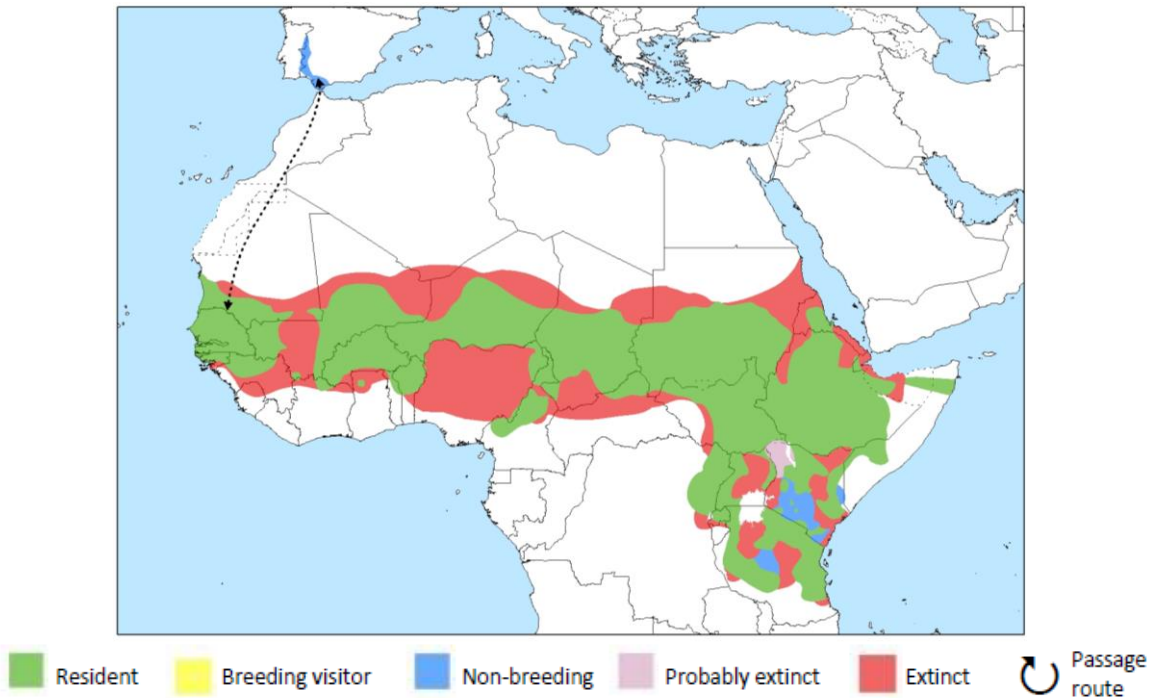 Resident
Breeding visitor
Non-breeding
Probably extinct
Extinct
Passage
route